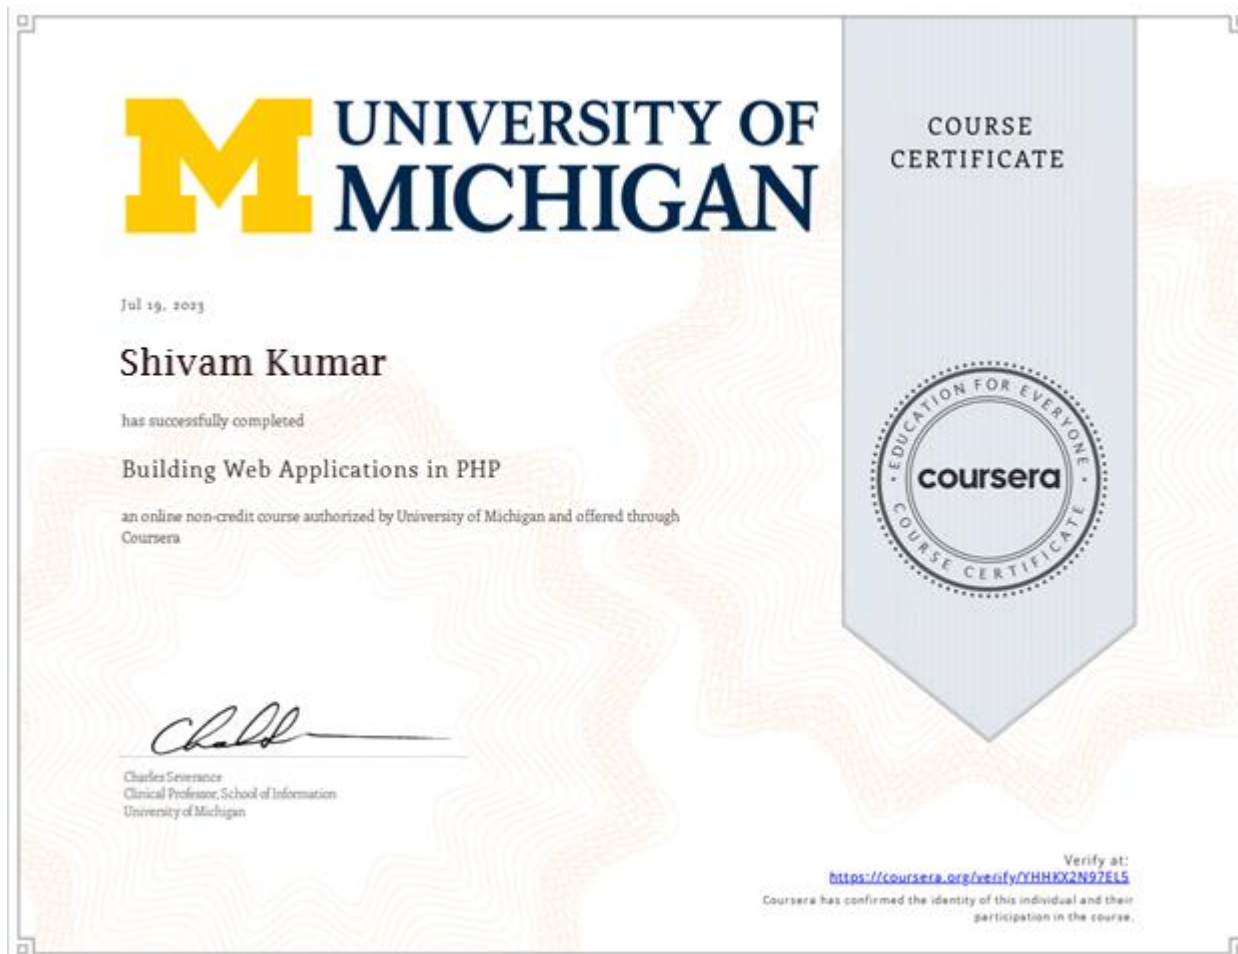 UNIVERSITY OF
MICHIGAN
COURSE
CERTIFICATE
Jul 19, 2023
Shivam Kumar
has successfully completed
Building Web Applications in PHP
an online non-credit course authorized by University of Michigan and offered through
Coursera
EDUCATION FOR EVERYONE
coursera
COURSE CERTIFICATE
Charles Severance
Clinical Professor, School of Information
University of Michigan
Verify at:
https://coursera.org/verify/YHHKX2N97EL5
Coursera has confirmed the identity of this individual and their
participation in the course.